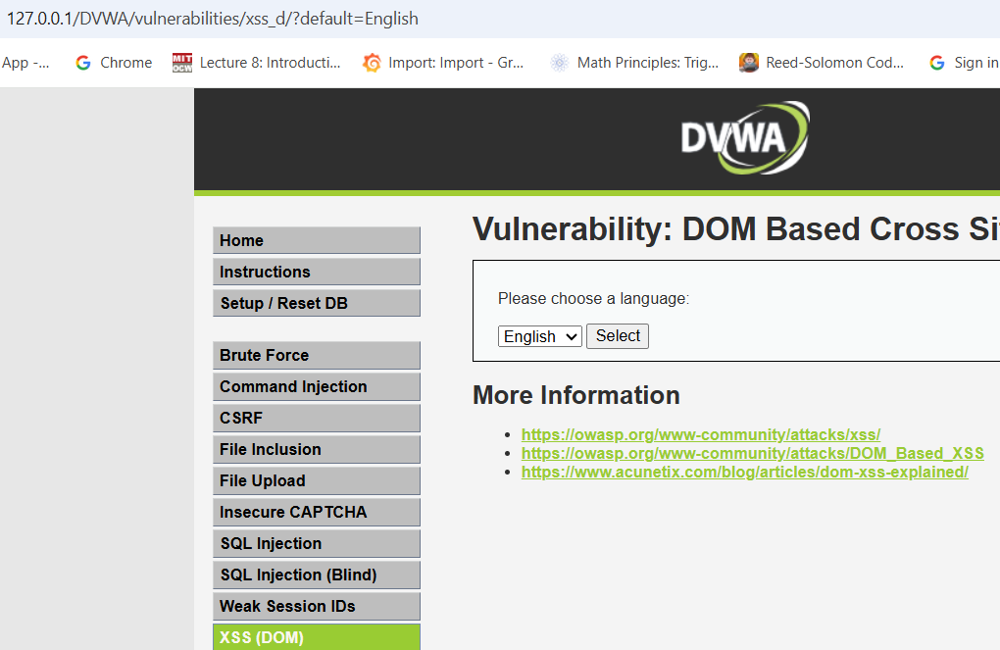 127.0.0.1/DVWA/vulnerabilities/xss_d/?default=English
App -... Chrome MIT OCW Lecture 8: Introducti... Import: Import - Gr... Math Principles: Trig... Reed-Solomon Cod... Sign in
DVWA
Home
Instructions
Setup / Reset DB
Brute Force
Command Injection
CSRF
File Inclusion
File Upload
Insecure CAPTCHA
SQL Injection
SQL Injection (Blind)
Weak Session IDs
XSS (DOM)
Vulnerability: DOM Based Cross Si
Please choose a language:
English Select
More Information
https://owasp.org/www-community/attacks/xss/
https://owasp.org/www-community/attacks/DOM_Based_XSS
https://www.acunetix.com/blog/articles/dom-xss-explained/